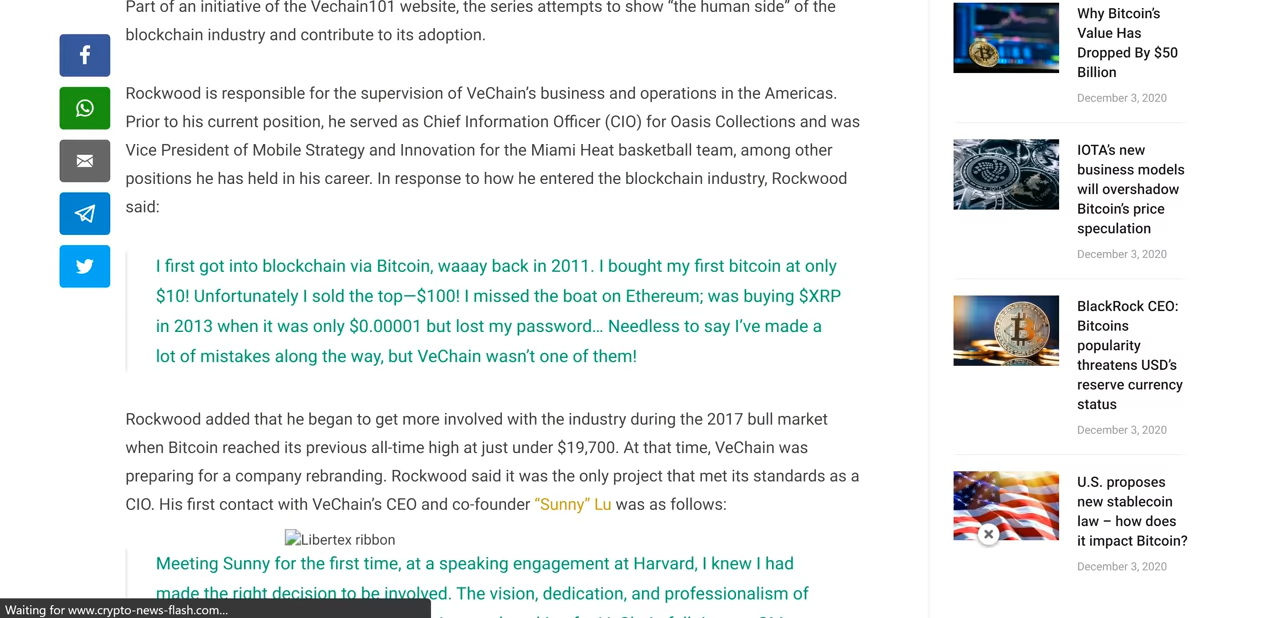 Part of an initiative of the Vechain101 website, the series attempts to show “the human side” of the
blockchain industry and contribute to its adoption.
Rockwood is responsible for the supervision of VeChain’s business and operations in the Americas.
Prior to his current position, he served as Chief Information Officer (CIO) for Oasis Collections and was
Vice President of Mobile Strategy and Innovation for the Miami Heat basketball team, among other
positions he has held in his career. In response to how he entered the blockchain industry, Rockwood
said:
I first got into blockchain via Bitcoin, waaay back in 2011. I bought my first bitcoin at only
$10! Unfortunately I sold the top—$100! I missed the boat on Ethereum; was buying $XRP
in 2013 when it was only $0.00001 but lost my password… Needless to say I’ve made a
lot of mistakes along the way, but VeChain wasn’t one of them!
Rockwood added that he began to get more involved with the industry during the 2017 bull market
when Bitcoin reached its previous all-time high at just under $19,700. At that time, VeChain was
preparing for a company rebranding. Rockwood said it was the only project that met its standards as a
CIO. His first contact with VeChain’s CEO and co-founder “Sunny” Lu was as follows:
Libertex ribbon
Meeting Sunny for the first time, at a speaking engagement at Harvard, I knew I had
made the right decision to be involved. The vision, dedication, and professionalism of
Waiting for www.crypto-news-flash.com...
Why Bitcoin’s
Value Has
Dropped By $50
Billion
December 3, 2020
IOTA’s new
business models
will overshadow
Bitcoin’s price
speculation
December 3, 2020
BlackRock CEO:
Bitcoins
popularity
threatens USD’s
reserve currency
status
December 3, 2020
U.S. proposes
new stablecoin
law – how does
it impact Bitcoin?
December 3, 2020